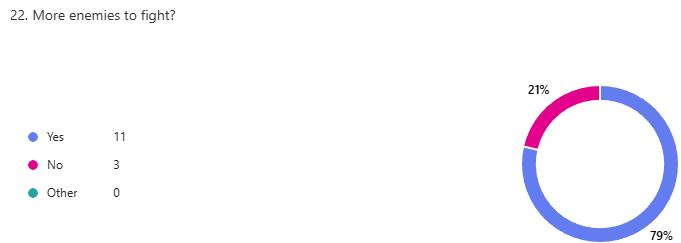 22. More enemies to fight?
21%
Yes 11
No 3
Other 0
79%